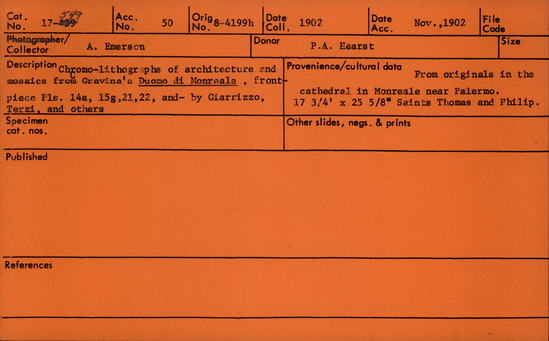 Cat. No. 17-549 Acc. No. 50 Orig No. 8-4199h Date Coll. 1902 Date Acc. Nov.,1902 File Code
Photographer/ Collector A. Emerson Donor P.A. Hearst Size
Description Chromo-lithographs of architecture and
mosaics from Gravina's Duomo di Monreale , front-
piece Pls. 14a, 15g,21,22, and- by Giarrizzo,
Terzi, and others
Provenience/cultural data From originals in the
cathedral in Monreale near Palermo.
17 3/4' x 25 5/8" Saints Thomas and Philip.
Specimen cat. nos.
Other slides, negs. & prints
Published
References